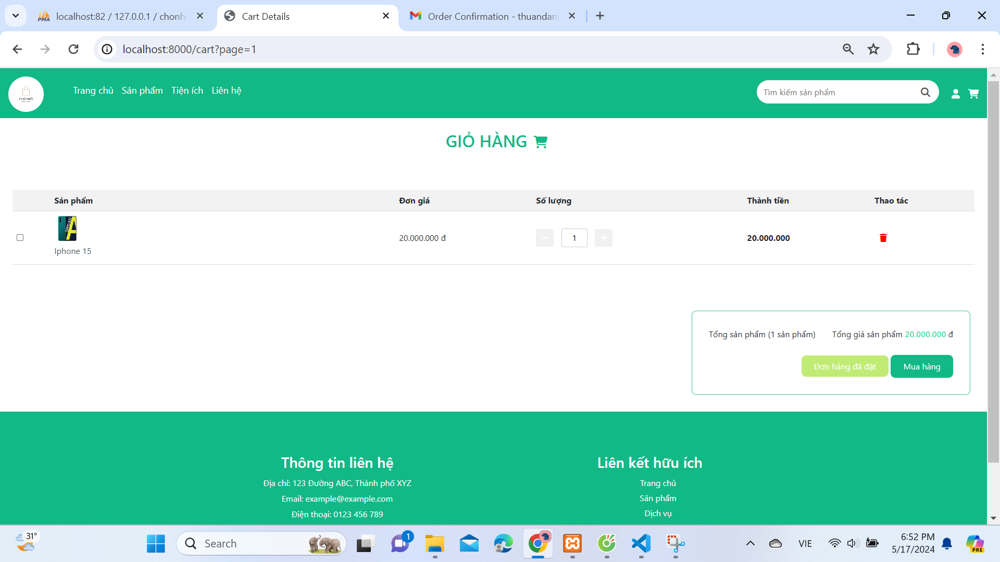 localhost:82 / 127.0.0.1 / chonh
Cart Details
Order Confirmation - thuandan
localhost:8000/cart?page=1
CHỢ NHỎ
Trang chủ Sản phẩm Tiện ích Liên hệ
Tìm kiếm sản phẩm
GIỎ HÀNG
Sản phẩm Đơn giá Số lượng Thành tiền Thao tác
OPPO A31
Iphone 15
20.000.000 đ
1
20.000.000
Tổng sản phẩm (1 sản phẩm) Tổng giá sản phẩm 20.000.000 đ
Đơn hàng đã đặt Mua hàng
Thông tin liên hệ
Địa chỉ: 123 Đường ABC, Thành phố XYZ
Email: example@example.com
Điện thoại: 0123 456 789
Liên kết hữu ích
Trang chủ
Sản phẩm
Dịch vụ
31°
Search
1
VIE
6:52 PM
5/17/2024
PRE